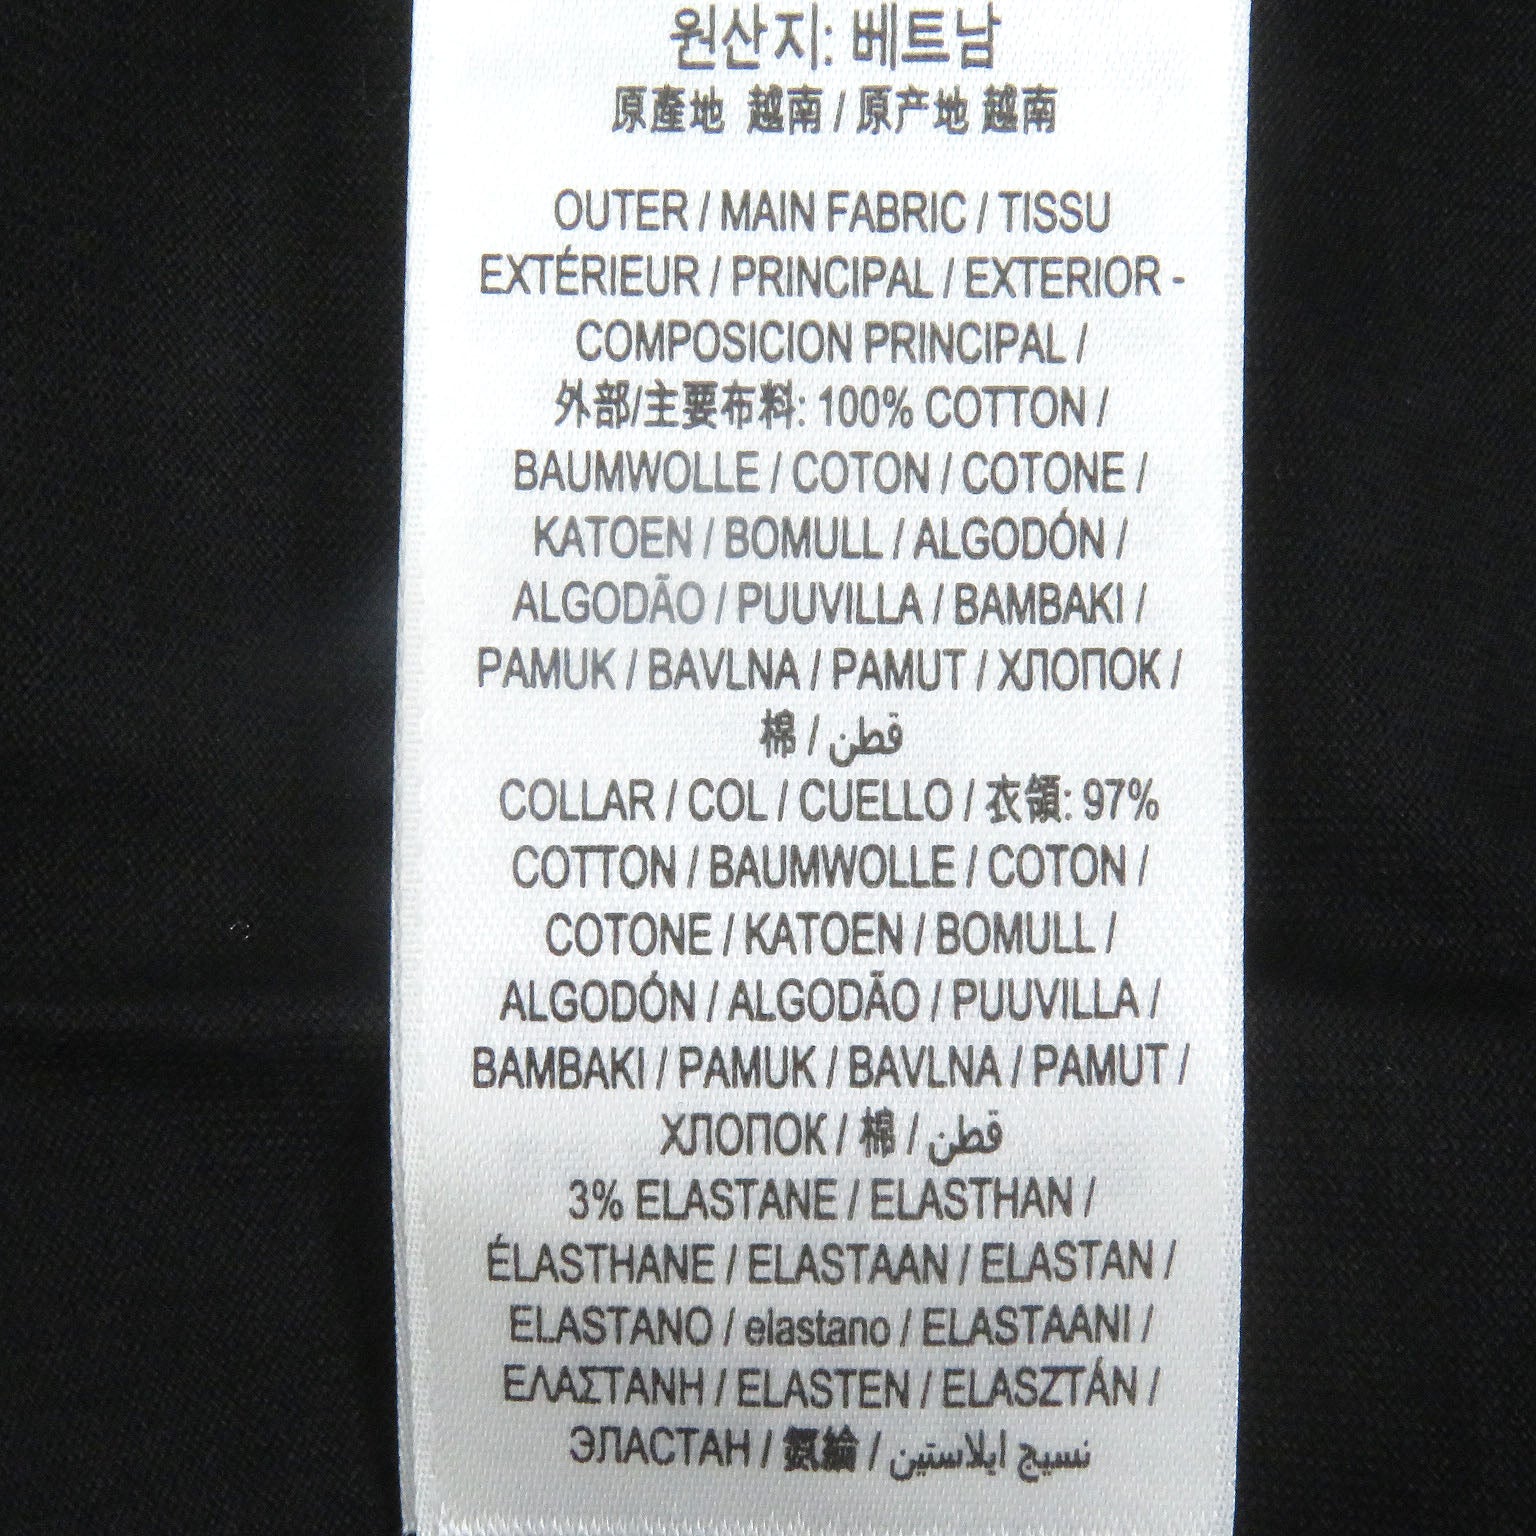 원산지: 베트남
原產地 越南 / 原产地 越南
OUTER / MAIN FABRIC / TISSU
EXTÉRIEUR / PRINCIPAL / EXTERIOR -
COMPOSICION PRINCIPAL /
外部/主要布料: 100% COTTON /
BAUMWOLLE / COTON / COTONE /
KATOEN / BOMULL / ALGODÓN /
ALGODÃO / PUUVILLA / BAMBAKI /
PAMUK / BAVLNA / PAMUT / ХЛОПОК /
棉 / قطن
COLLAR / COL / CUELLO / 衣領: 97%
COTTON / BAUMWOLLE / COTON /
COTONE / KATOEN / BOMULL /
ALGODÓN / ALGODÃO / PUUVILLA /
BAMBAKI / PAMUK / BAVLNA / PAMUT /
ХЛОПОК / 棉 / قطن
3% ELASTANE / ELASTHAN /
ÉLASTHANE / ELASTAAN / ELASTAN /
ELASTANO / elastano / ELASTAANI /
ΕΛΑΣΤΑΝΗ / ELASTEN / ELASZTÁN /
ЭЛАСТАН / 氨綸 / نسيج ايلاستين